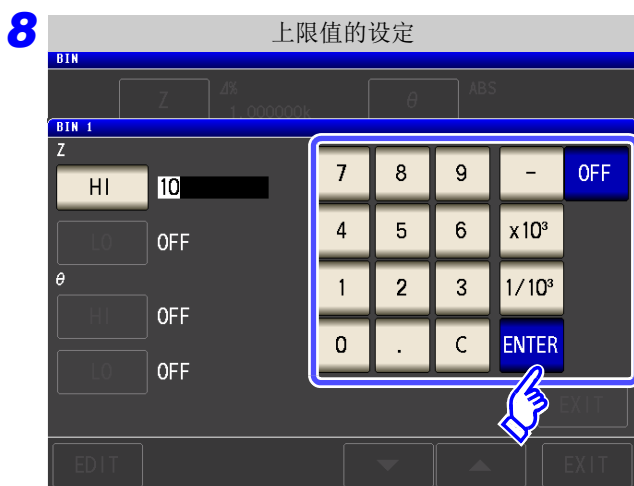 8 上限值的设定
BIN
Z Δ% 1.000000k θ ABS
BIN 1
Z
HI 10
LO OFF
θ
HI OFF
LO OFF
7 8 9 − OFF
4 5 6 x10³
1 2 3 1/10³
0 . C ENTER
EXIT
EDIT EXIT